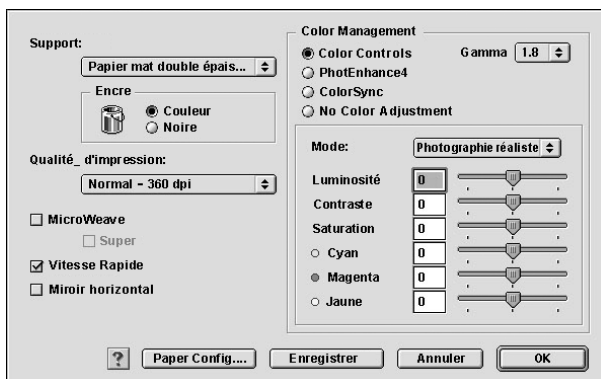 Support:
Papier mat double épais...
Encre
Couleur
Noire
Qualité_ d'impression:
Normal - 360 dpi
MicroWeave
Super
Vitesse Rapide
Miroir horizontal
Color Management
Color Controls
Gamma 1.8
PhotEnhance4
ColorSync
No Color Adjustment
Mode: Photographie réaliste
Luminosité 0
Contraste 0
Saturation 0
Cyan 0
Magenta 0
Jaune 0
? Paper Config.... Enregistrer Annuler OK